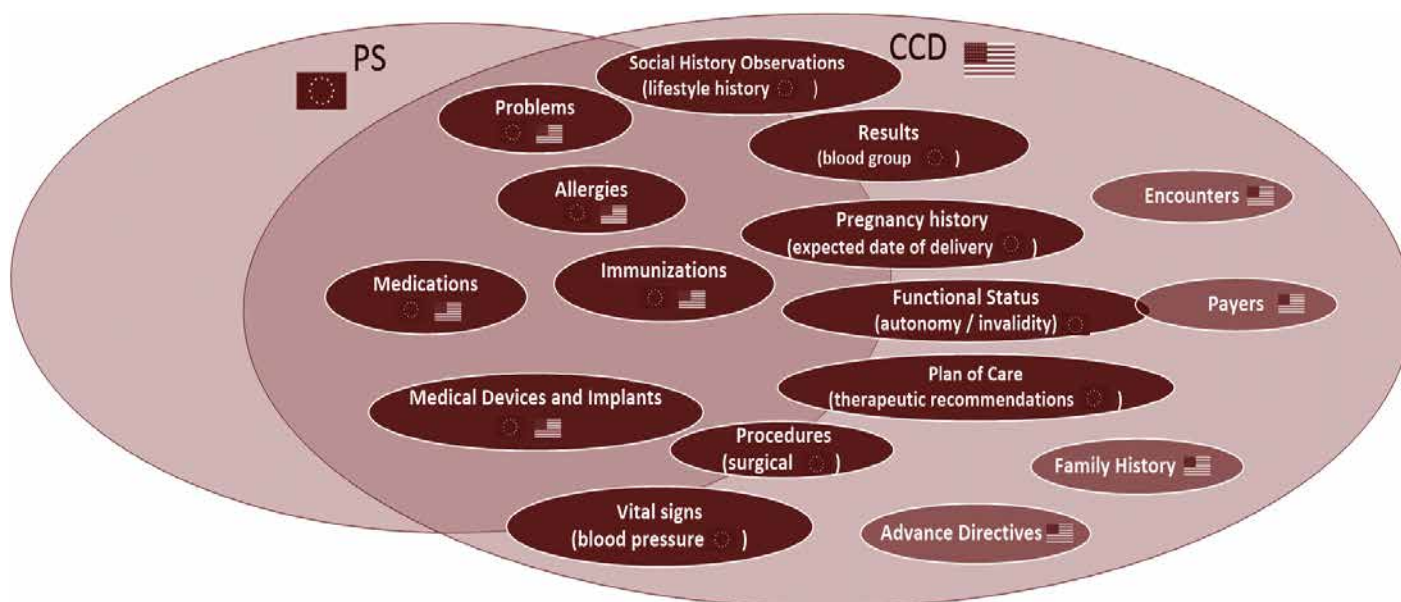 PS
CCD
Social History Observations
(lifestyle history )
Problems
Results
(blood group )
Allergies
Encounters
Pregnancy history
(expected date of delivery )
Immunizations
Medications
Functional Status
(autonomy / invalidity)
Payers
Plan of Care
(therapeutic recommendations )
Medical Devices and Implants
Procedures
(surgical )
Family History
Vital signs
(blood pressure )
Advance Directives